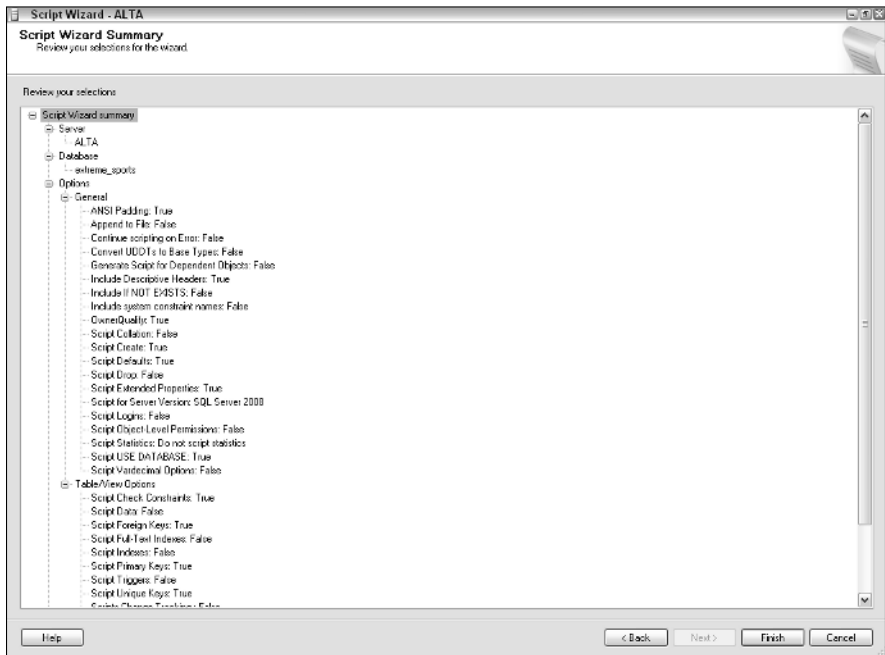 Script Wizard - ALTA
Script Wizard Summary
Review your selections for the wizard.
Review your selections
Script Wizard summary
Server
ALTA
Database
extreme_sports
Options
General
ANSI Padding: True
Append to File: False
Continue scripting on Error: False
Convert UDDTs to Base Types: False
Generate Script for Dependent Objects: False
Include Descriptive Headers: True
Include If NOT EXISTS: False
Include system constraint names: False
OwnerQualify: True
Script Collation: False
Script Create: True
Script Defaults: True
Script Drop: False
Script Extended Properties: True
Script for Server Version: SQL Server 2008
Script Logins: False
Script Object-Level Permissions: False
Script Statistics: Do not script statistics
Script USE DATABASE: True
Script Vardecimal Options: False
Table/View Options
Script Check Constraints: True
Script Data: False
Script Foreign Keys: True
Script Full-Text Indexes: False
Script Indexes: False
Script Primary Keys: True
Script Triggers: False
Script Unique Keys: True
Scripts Change Tracking: False
Help
< Back
Next >
Finish
Cancel